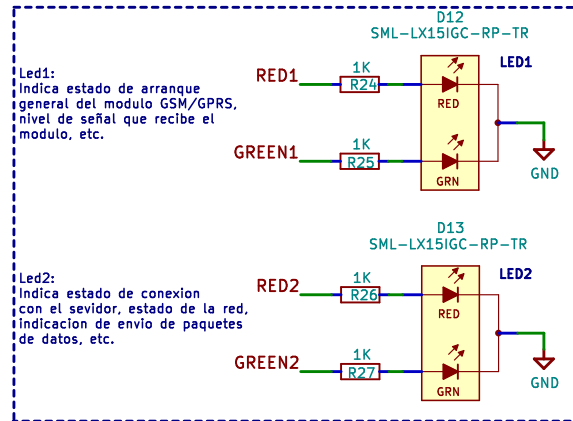 D12
SML-LX15IGC-RP-TR
Led1:
Indica estado de arranque
general del modulo GSM/GPRS,
nivel de señal que recibe el
modulo, etc.
RED1
1K
R24
LED1
RED
GREEN1
1K
R25
GRN
GND
D13
SML-LX15IGC-RP-TR
Led2:
Indica estado de conexion
con el sevidor, estado de la red,
indicacion de envio de paquetes
de datos, etc.
RED2
1K
R26
LED2
RED
GREEN2
1K
R27
GRN
GND